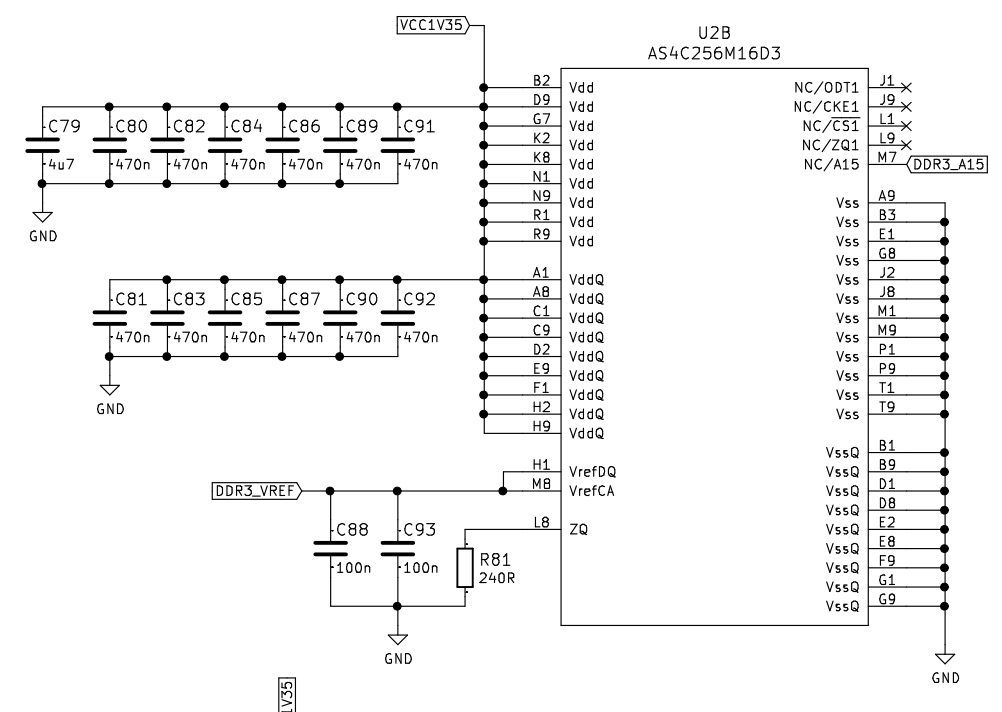 VCC1V35
U2B
AS4C256M16D3
B2 Vdd NC/ODT1 J1
D9 Vdd NC/CKE1 J9
G7 Vdd NC/CS1 L1
K2 Vdd NC/ZQ1 L9
K8 Vdd NC/A15 M7 DDR3_A15
N1 Vdd
N9 Vdd Vss A9
R1 Vdd Vss B3
R9 Vdd Vss E1
Vss G8
A1 VddQ Vss J2
A8 VddQ Vss J8
C1 VddQ Vss M1
C9 VddQ Vss M9
D2 VddQ Vss P1
E9 VddQ Vss P9
F1 VddQ Vss T1
H2 VddQ Vss T9
H9 VddQ
VssQ B1
H1 VrefDQ VssQ B9
M8 VrefCA VssQ D1
VssQ D8
L8 ZQ VssQ E2
VssQ E8
VssQ F9
VssQ G1
VssQ G9
GND
C79 C80 C82 C84 C86 C89 C91
4u7 470n 470n 470n 470n 470n 470n
GND
C81 C83 C85 C87 C90 C92
470n 470n 470n 470n 470n 470n
GND
DDR3_VREF
C88 C93 R81
100n 100n 240R
GND
1V35